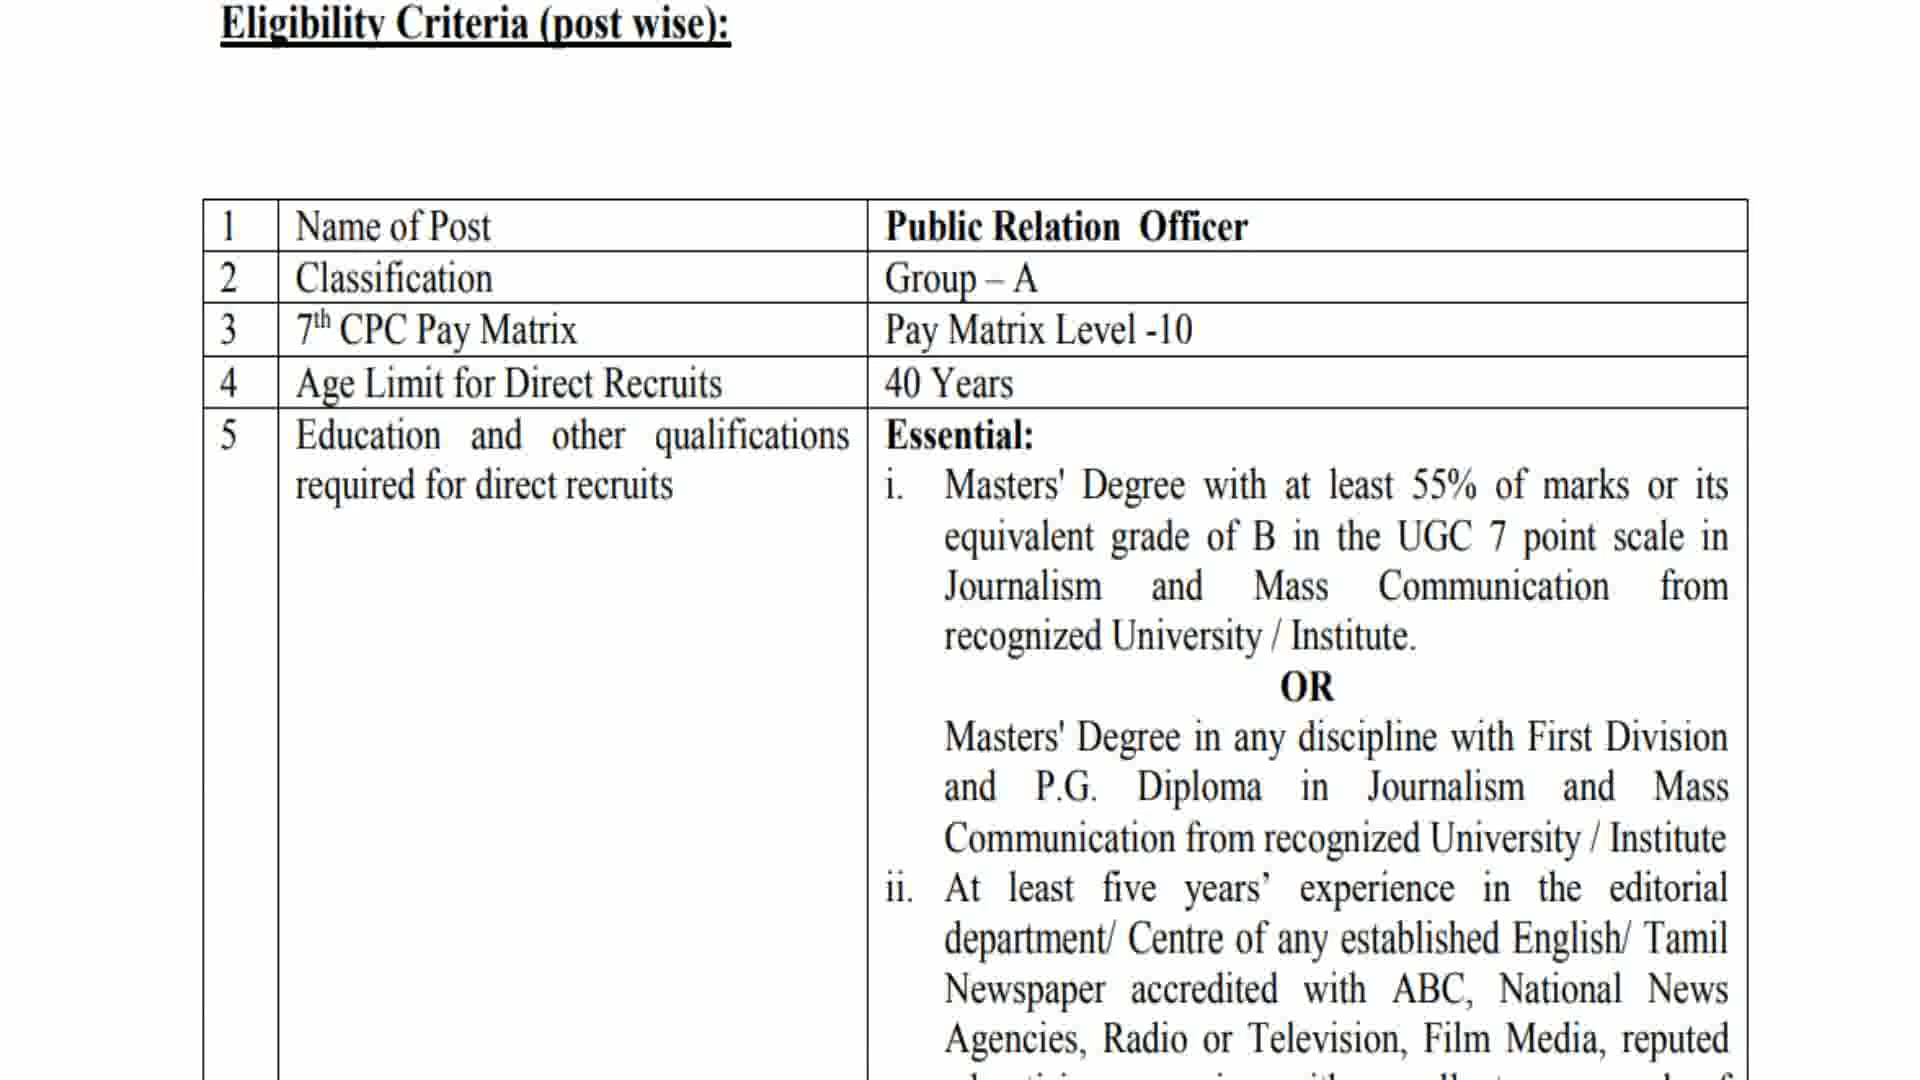 Eligibility Criteria (post wise):
1 Name of Post Public Relation Officer
2 Classification Group – A
3 7th CPC Pay Matrix Pay Matrix Level -10
4 Age Limit for Direct Recruits 40 Years
5 Education and other qualifications Essential:
required for direct recruits i. Masters' Degree with at least 55% of marks or its
equivalent grade of B in the UGC 7 point scale in
Journalism and Mass Communication from
recognized University / Institute.
OR
Masters' Degree in any discipline with First Division
and P.G. Diploma in Journalism and Mass
Communication from recognized University / Institute
ii. At least five years’ experience in the editorial
department/ Centre of any established English/ Tamil
Newspaper accredited with ABC, National News
Agencies, Radio or Television, Film Media, reputed